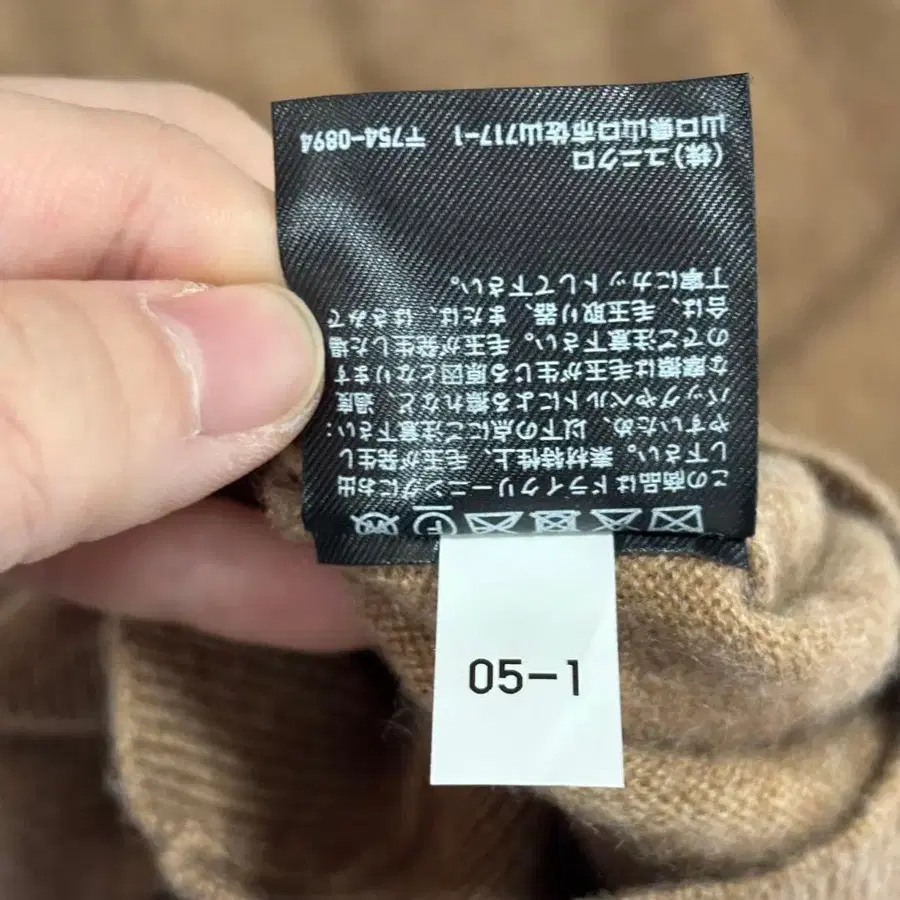 この商品はドライクリーニングにお出
し下さい。素材特性上、毛玉が発生し
やすいため、以下の点にご注意下さい:
バッグやベルトによる擦れなど、過度
な摩擦は毛玉が生じる原因となります
のでご注意下さい。毛玉が発生した場
合は、毛玉取り器、または、はさみで
丁寧にカットして下さい。
(株)ユニクロ
山口県山口市佐山717-1
〒754-0894
05-1